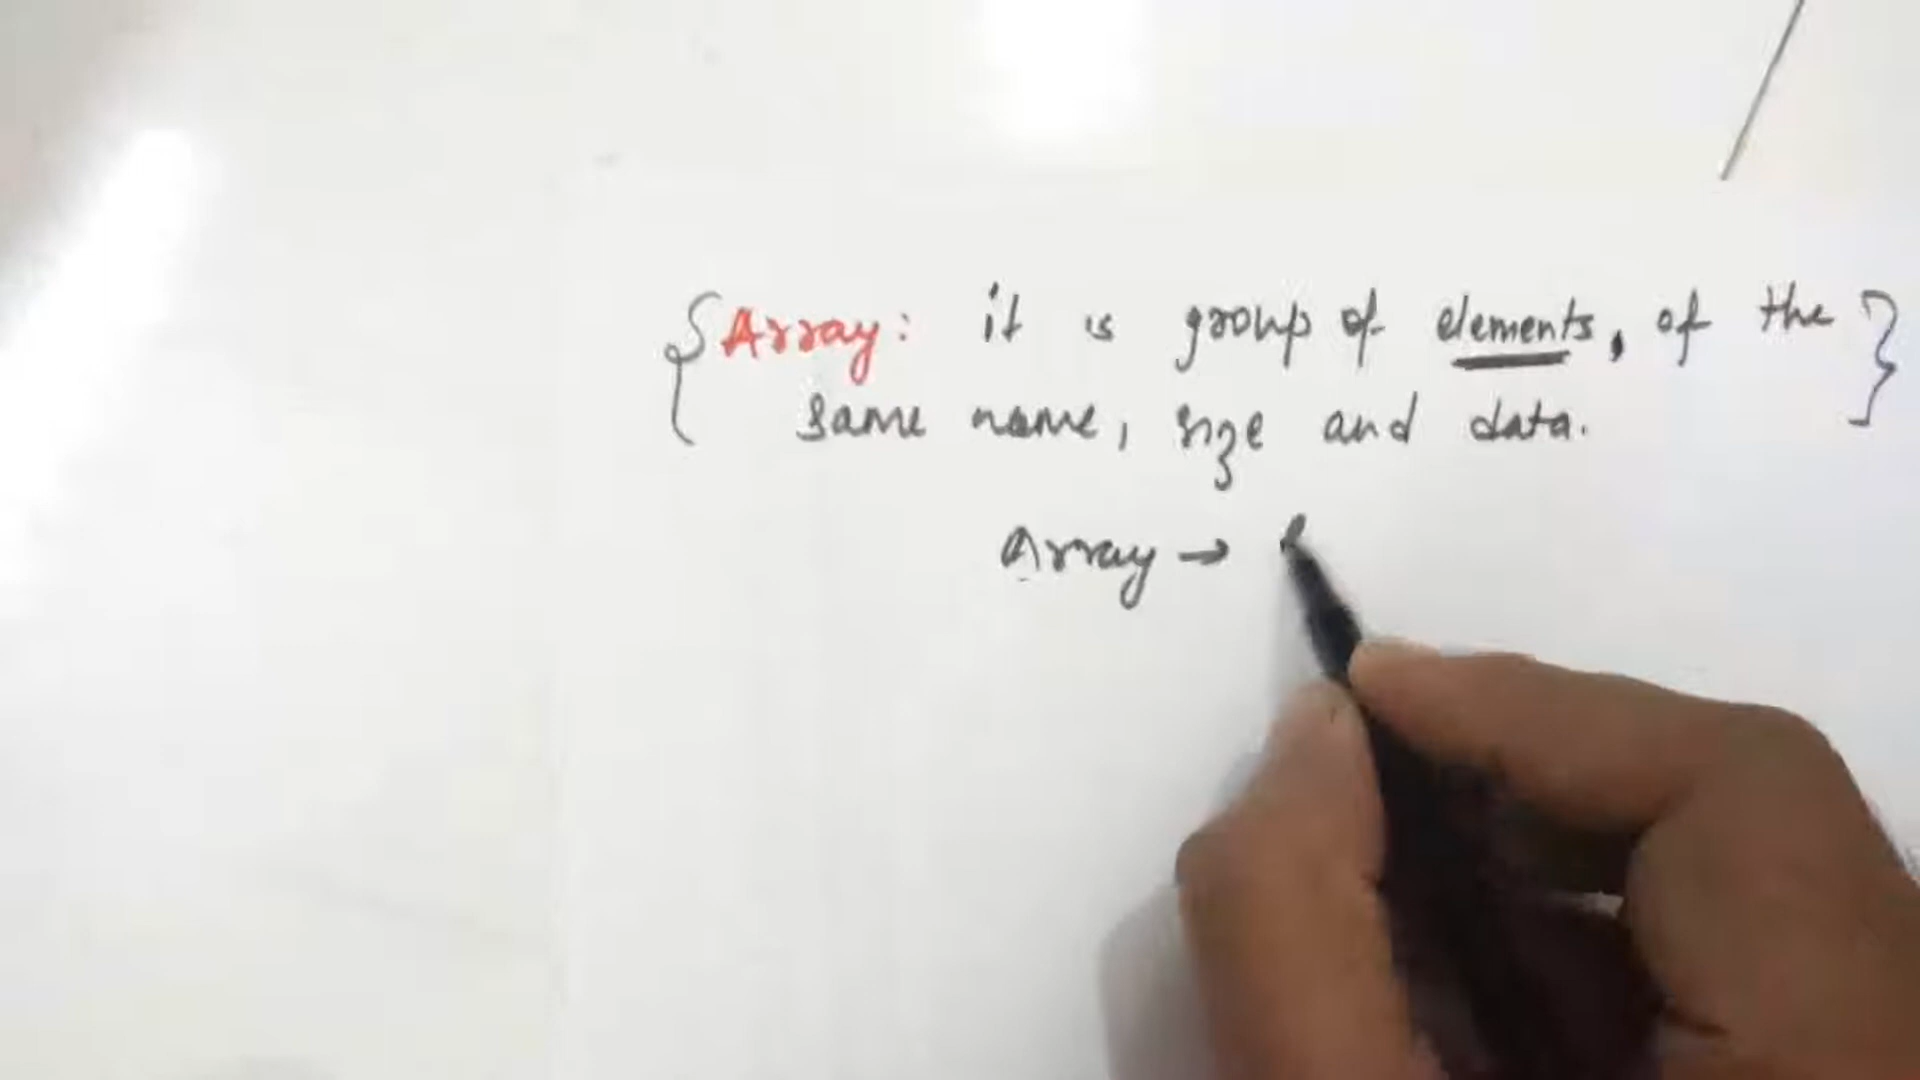 {Array: it is group of elements, of the}
same name, size and data.
Array →